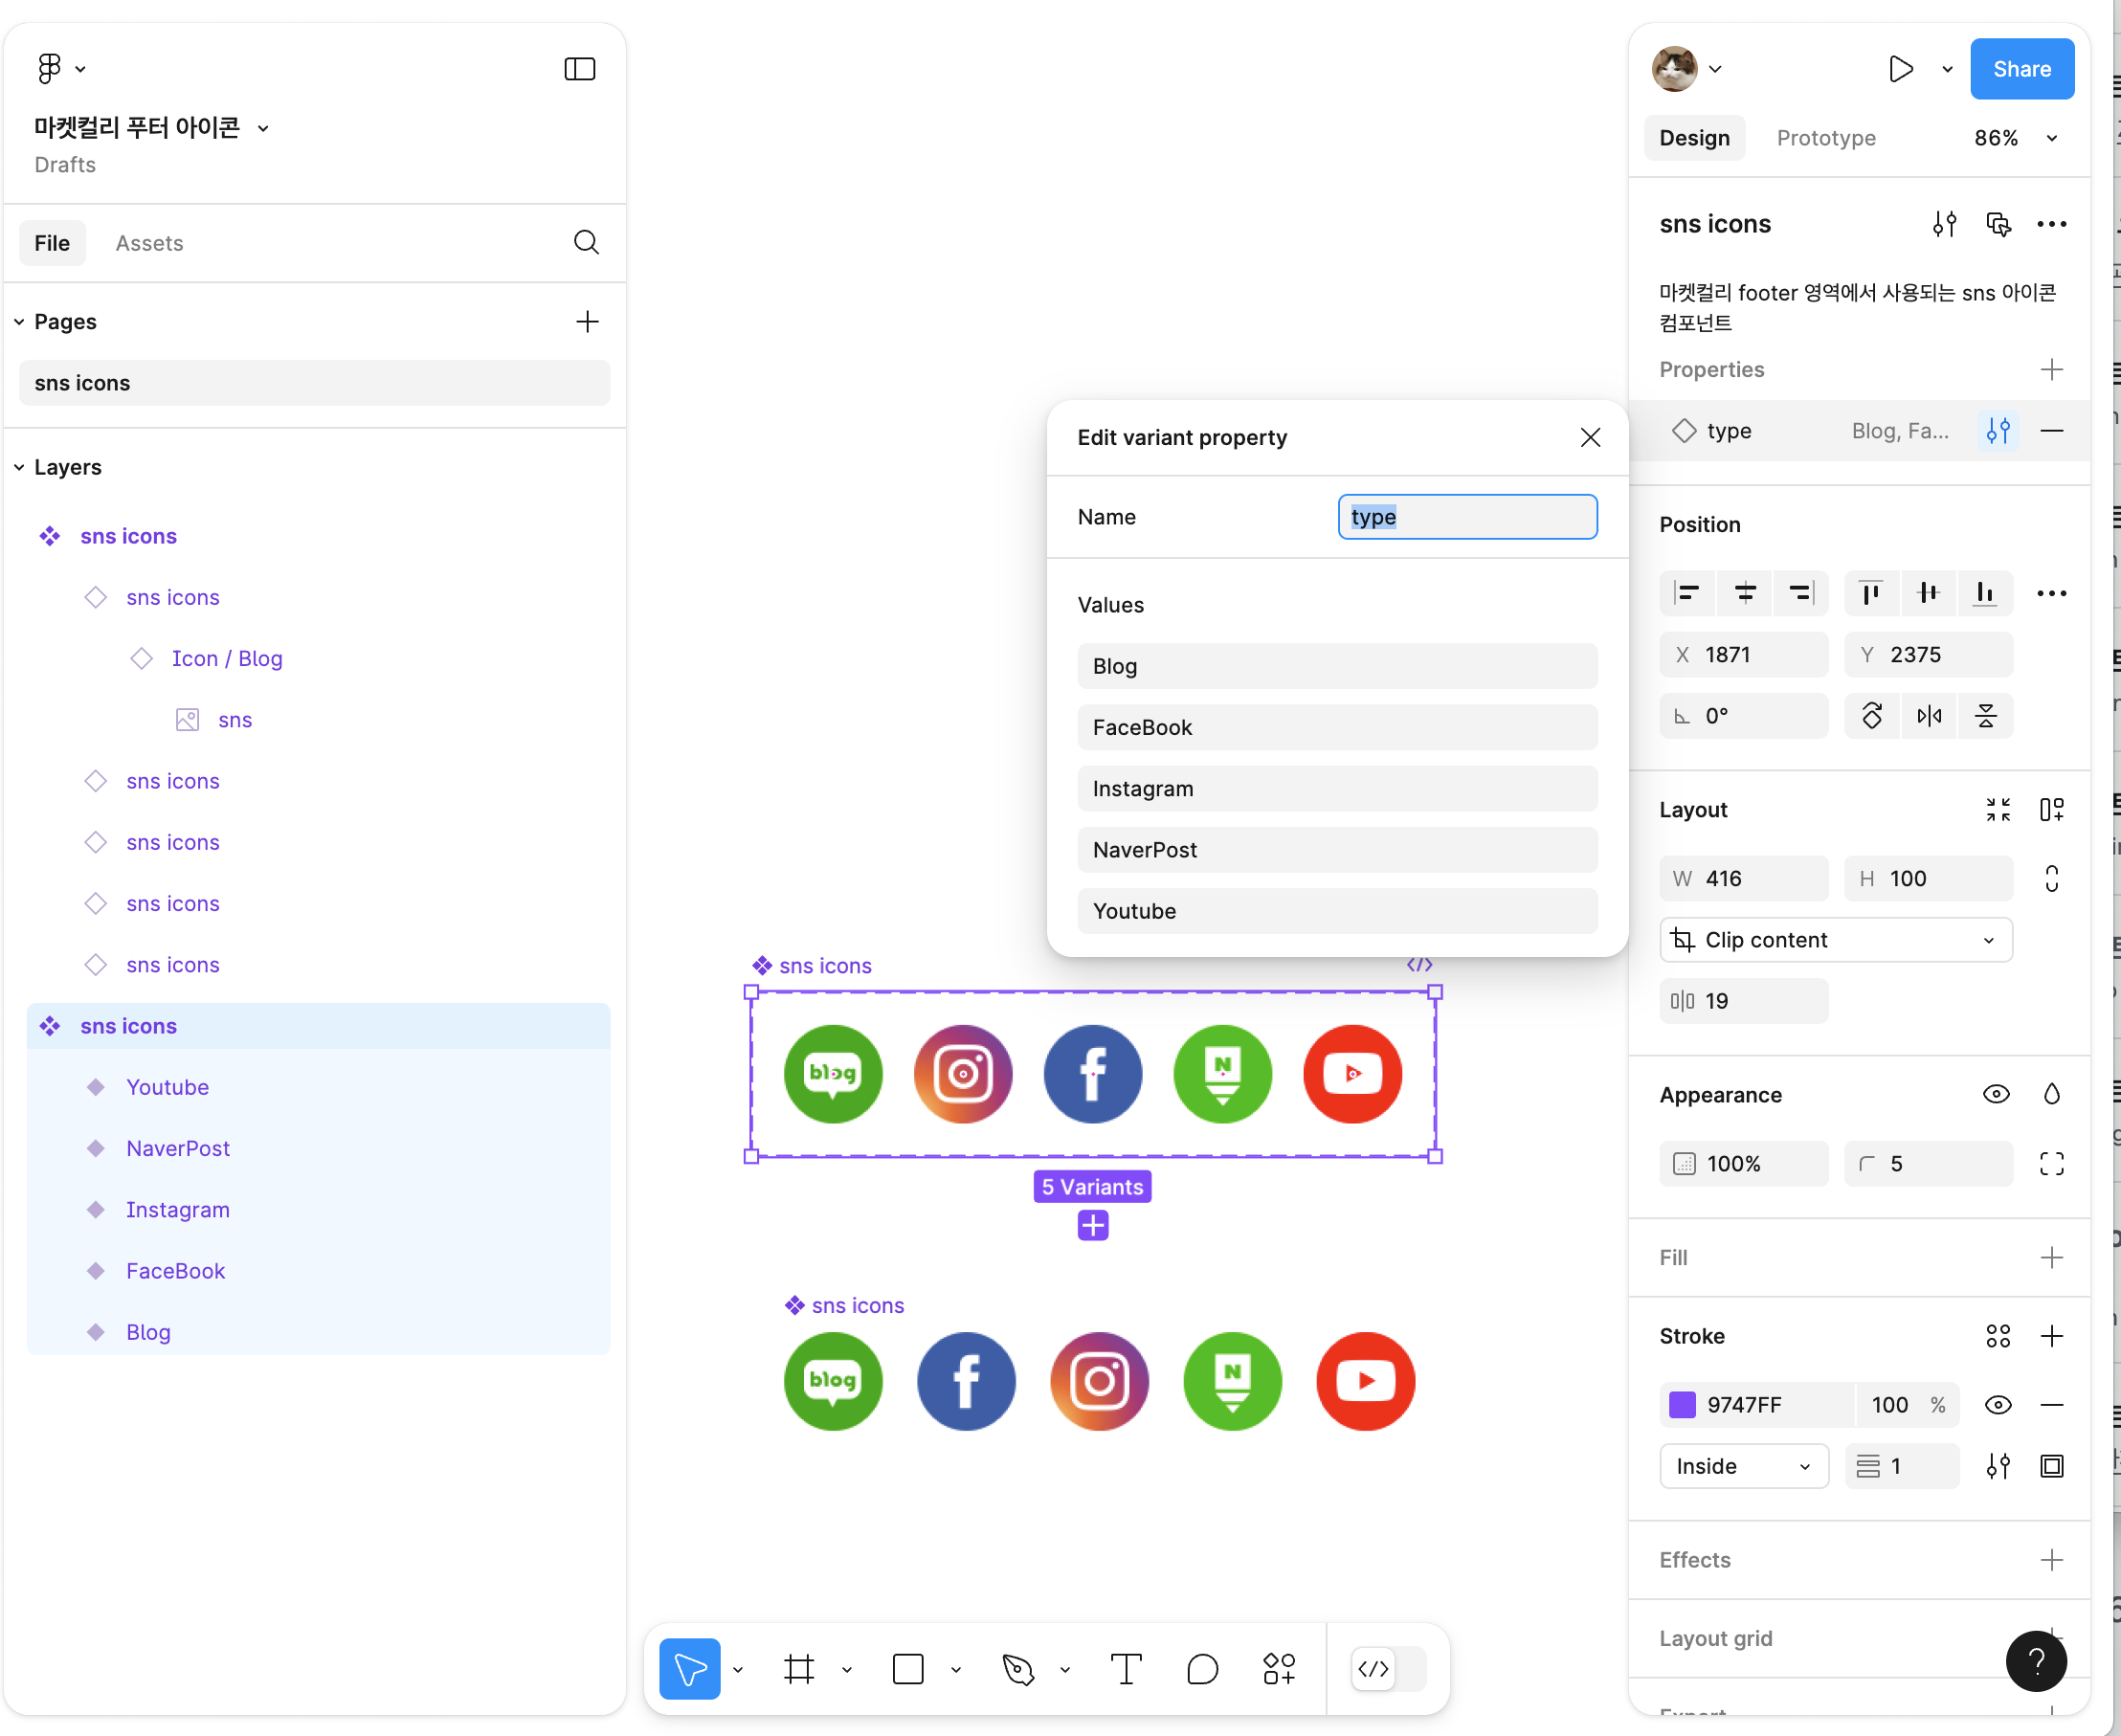 마켓컬리 푸터 아이콘
Drafts
File
Assets
Pages
sns icons
Layers
sns icons
sns icons
Icon / Blog
sns
sns icons
sns icons
sns icons
sns icons
sns icons
Youtube
NaverPost
Instagram
FaceBook
Blog
Edit variant property
Name
type
Values
Blog
FaceBook
Instagram
NaverPost
Youtube
sns icons
blog
f
N
5 Variants
sns icons
blog
f
N
Share
Design
Prototype
86%
sns icons
마켓컬리 footer 영역에서 사용되는 sns 아이콘
컴포넌트
Properties
type
Blog, Fa...
Position
X 1871
Y 2375
0°
Layout
W 416
H 100
Clip content
19
Appearance
100%
5
Fill
Stroke
9747FF
100 %
Inside
1
Effects
Layout grid
?